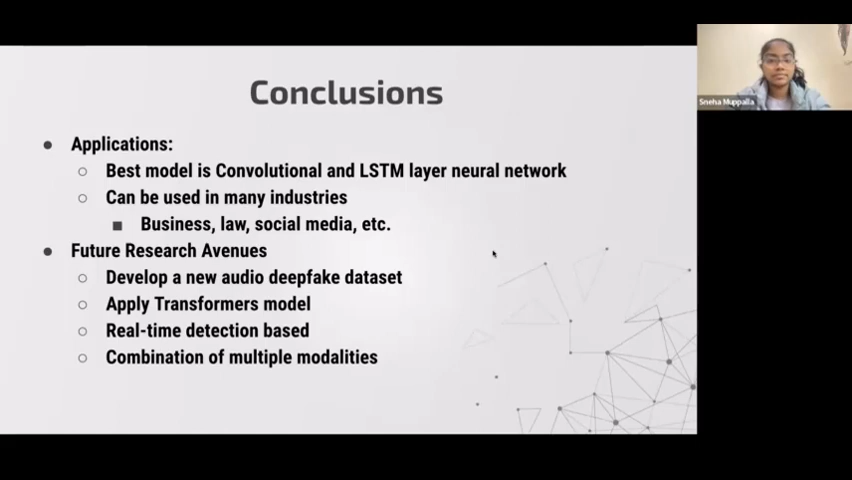 Conclusions
Applications:
Best model is Convolutional and LSTM layer neural network
Can be used in many industries
Business, law, social media, etc.
Future Research Avenues
Develop a new audio deepfake dataset
Apply Transformers model
Real-time detection based
Combination of multiple modalities
Sneha Muppalla